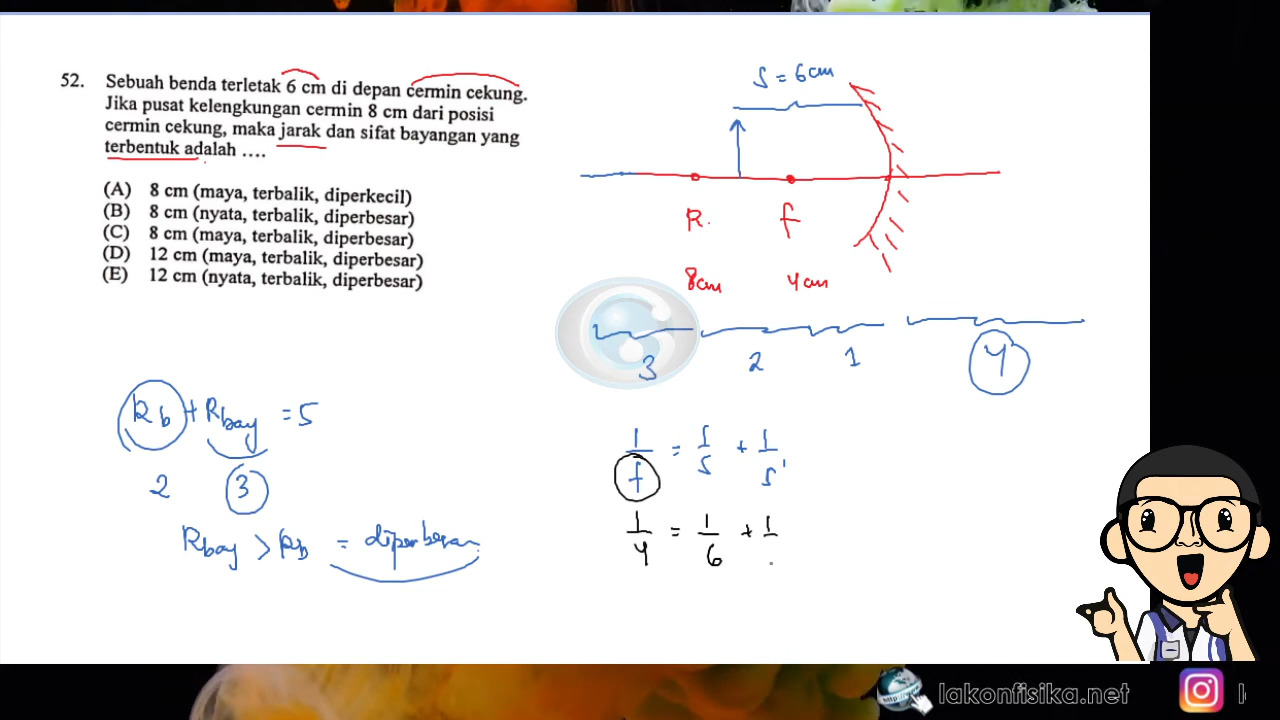 52. Sebuah benda terletak 6 cm di depan cermin cekung.
Jika pusat kelengkungan cermin 8 cm dari posisi
cermin cekung, maka jarak dan sifat bayangan yang
terbentuk adalah ....
(A) 8 cm (maya, terbalik, diperkecil)
(B) 8 cm (nyata, terbalik, diperbesar)
(C) 8 cm (maya, terbalik, diperbesar)
(D) 12 cm (maya, terbalik, diperbesar)
(E) 12 cm (nyata, terbalik, diperbesar)
S = 6cm
R. f
8cm 4cm
3 2 1 4
Rb + Rbay = 5
2 3
Rbay > Rb = diperbesar
1/f = 1/s + 1/s'
1/4 = 1/6 + 1
lakonfisika.net